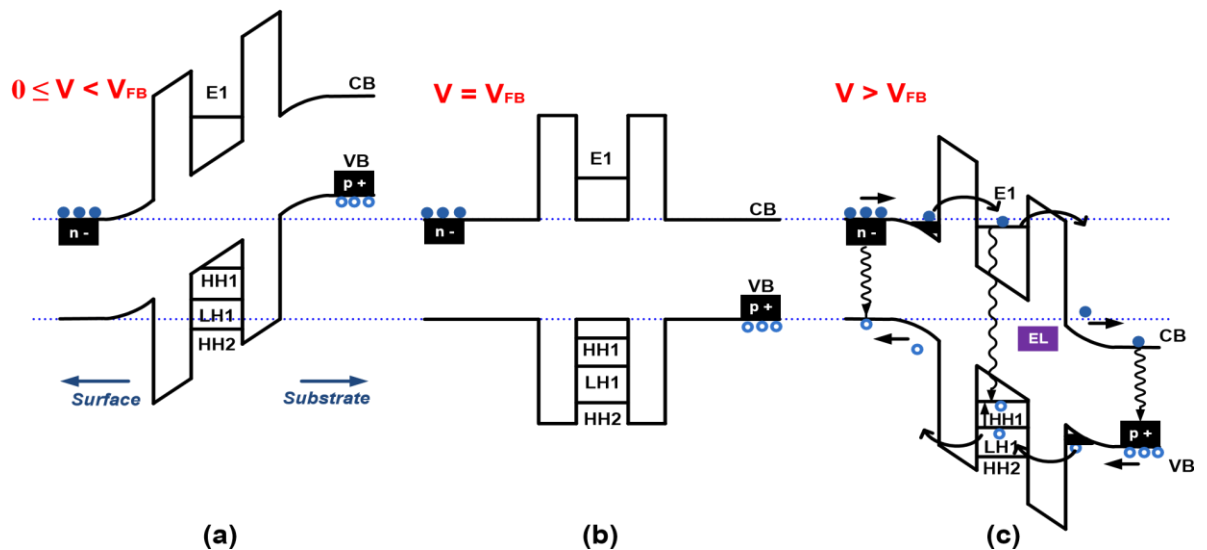 0 ≤ V < VFB
E1
CB
VB
p +
n -
HH1
LH1
HH2
Surface
Substrate
(a)
V = VFB
E1
n -
CB
VB
p +
HH1
LH1
HH2
(b)
V > VFB
E1
n -
EL
CB
HH1
LH1
HH2
p +
VB
(c)